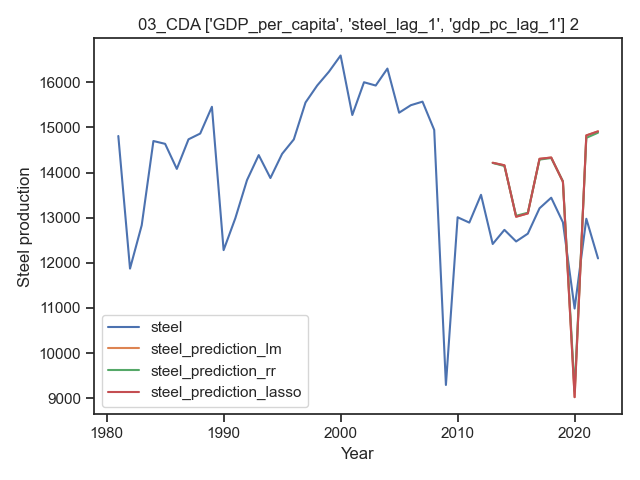 03_CDA ['GDP_per_capita', 'steel_lag_1', 'gdp_pc_lag_1'] 2
Steel production
16000
15000
14000
13000
12000
11000
10000
9000
steel
steel_prediction_lm
steel_prediction_rr
steel_prediction_lasso
1980
1990
2000
2010
2020
Year